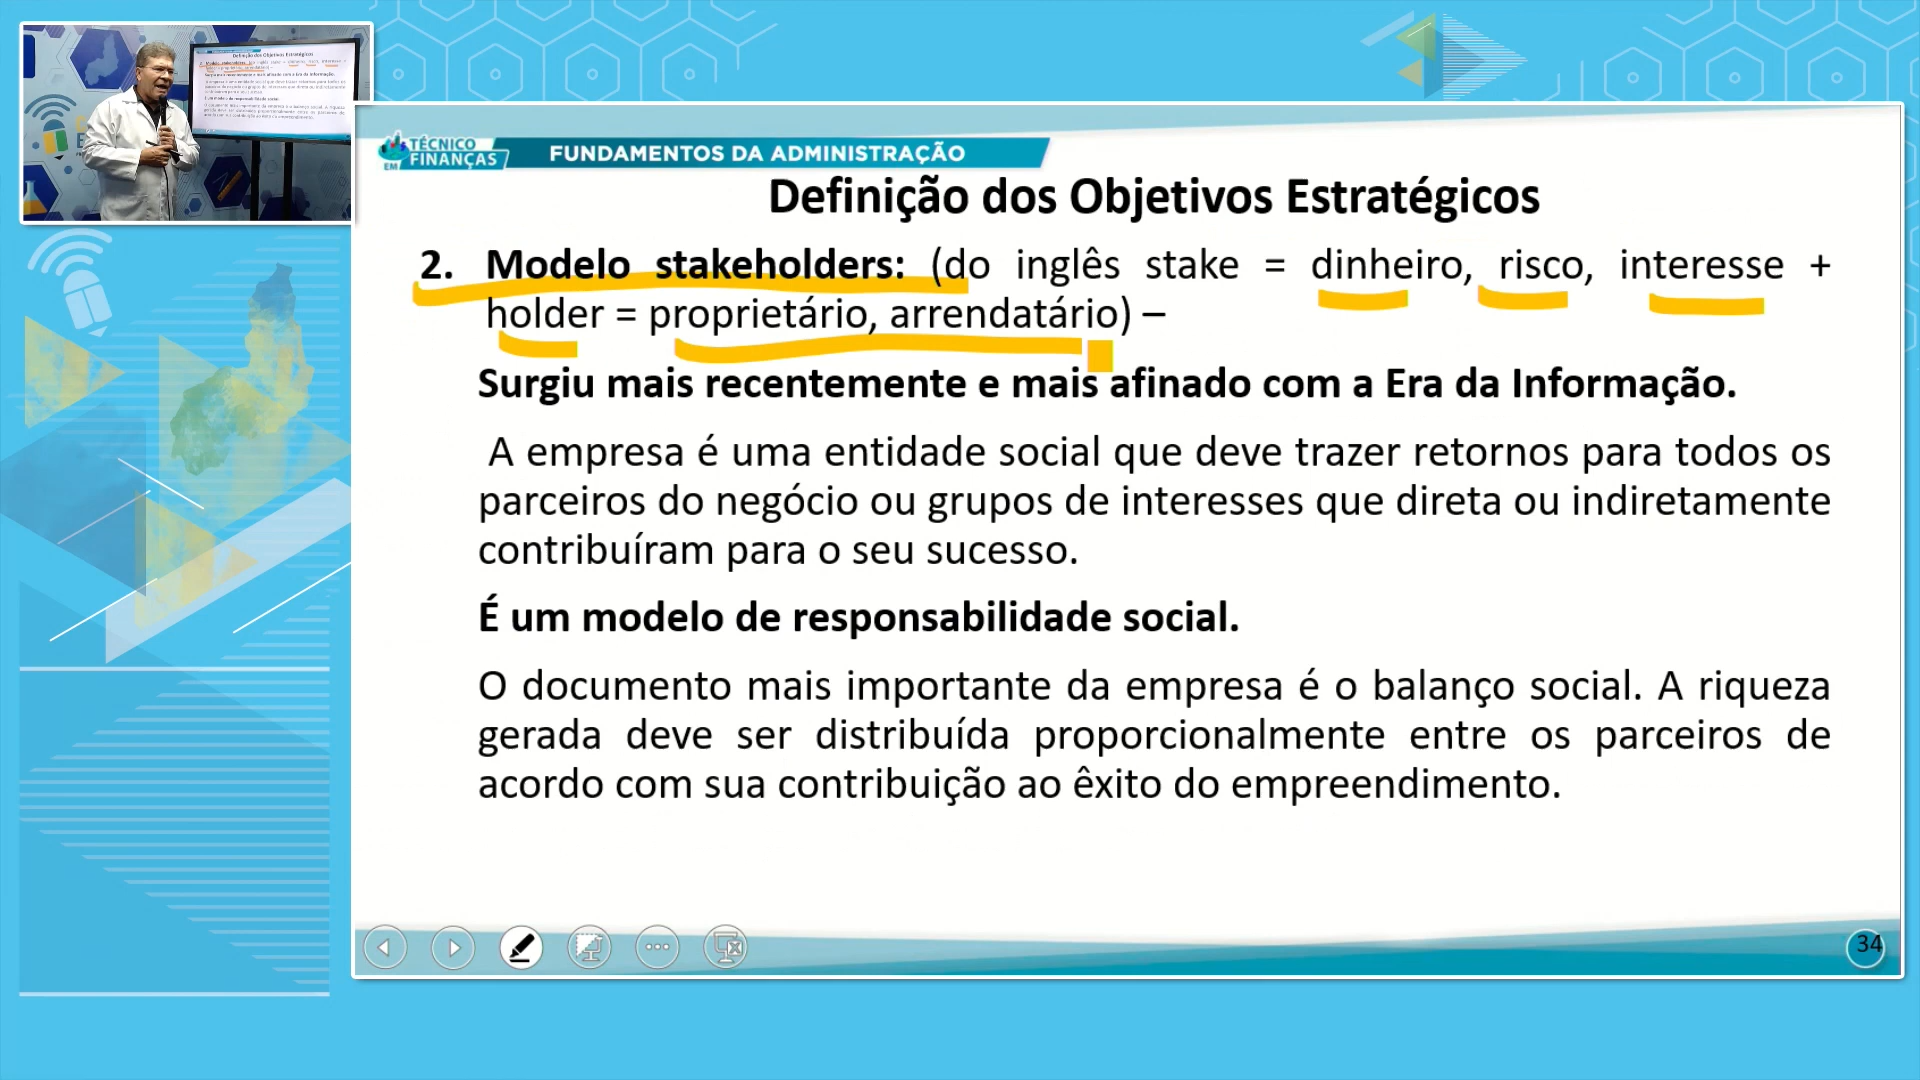 TÉCNICO
EM FINANÇAS
FUNDAMENTOS DA ADMINISTRAÇÃO
Definição dos Objetivos Estratégicos
2. Modelo stakeholders: (do inglês stake = dinheiro, risco, interesse +
holder = proprietário, arrendatário) –
Surgiu mais recentemente e mais afinado com a Era da Informação.
A empresa é uma entidade social que deve trazer retornos para todos os
parceiros do negócio ou grupos de interesses que direta ou indiretamente
contribuíram para o seu sucesso.
É um modelo de responsabilidade social.
O documento mais importante da empresa é o balanço social. A riqueza
gerada deve ser distribuída proporcionalmente entre os parceiros de
acordo com sua contribuição ao êxito do empreendimento.
34